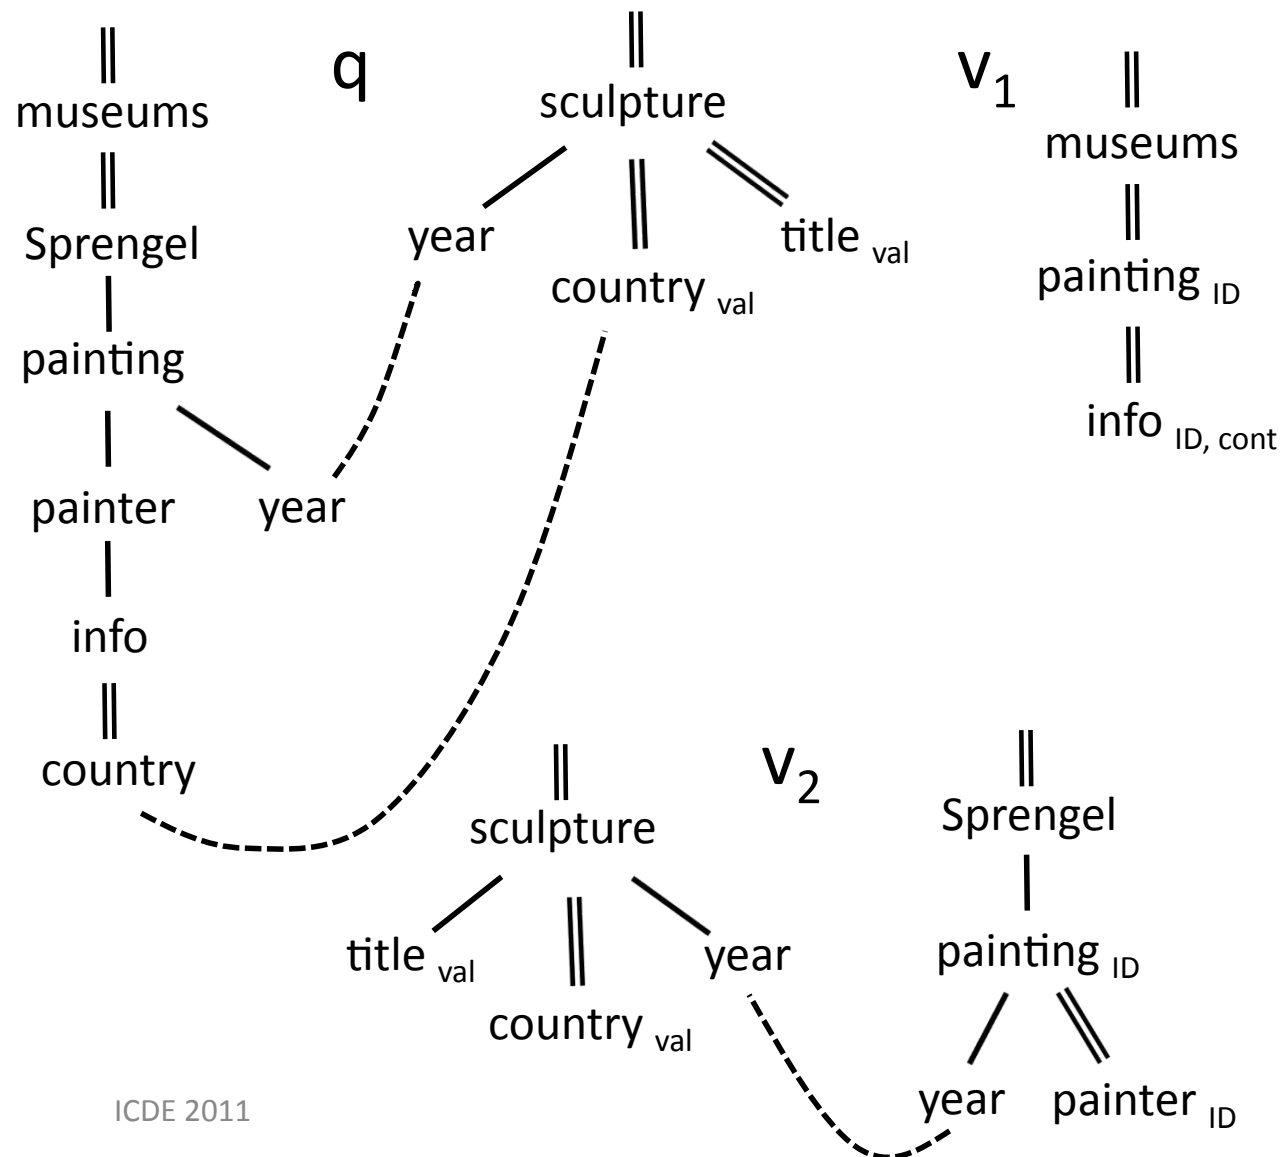 q
museums
Sprengel
painting
painter
year
info
country
sculpture
year
country val
title val
v1
museums
painting ID
info ID, cont
v2
sculpture
title val
country val
year
Sprengel
painting ID
year
painter ID
ICDE 2011